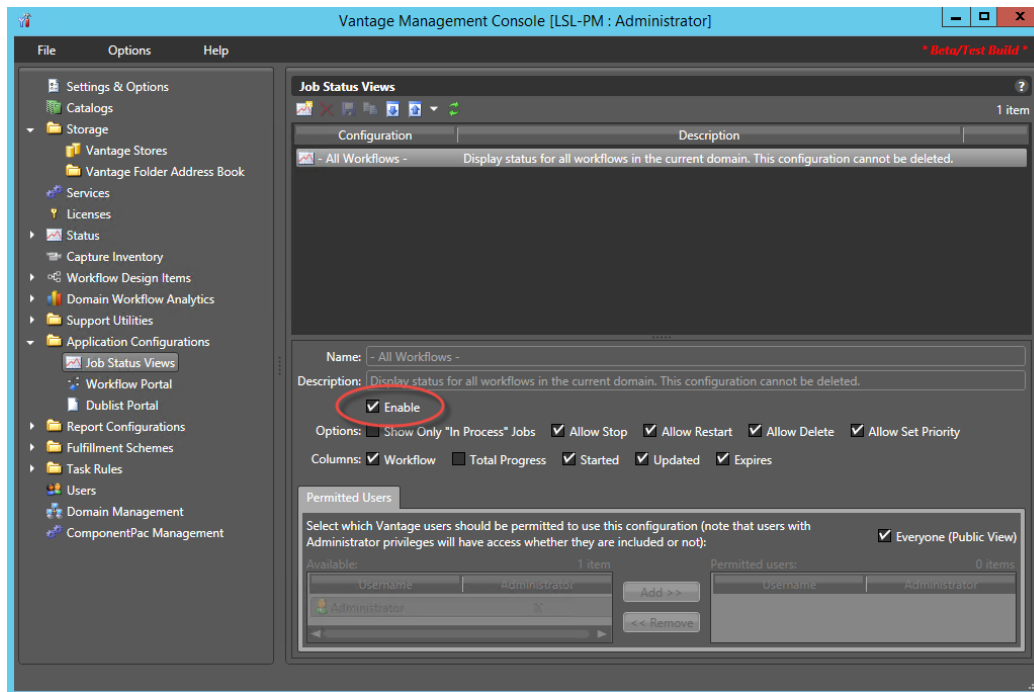 Vantage Management Console [LSL-PM : Administrator]
File Options Help * Beta/Test Build *
Settings & Options
Catalogs
Storage
Vantage Stores
Vantage Folder Address Book
Services
Licenses
Status
Capture Inventory
Workflow Design Items
Domain Workflow Analytics
Support Utilities
Application Configurations
Job Status Views
Workflow Portal
Dublist Portal
Report Configurations
Fulfillment Schemes
Task Rules
Users
Domain Management
ComponentPac Management
Job Status Views ?
1 item
Configuration Description
- All Workflows - Display status for all workflows in the current domain. This configuration cannot be deleted.
Name: - All Workflows -
Description: Display status for all workflows in the current domain. This configuration cannot be deleted.
Enable
Options: Show Only "In Process" Jobs Allow Stop Allow Restart Allow Delete Allow Set Priority
Columns: Workflow Total Progress Started Updated Expires
Permitted Users
Select which Vantage users should be permitted to use this configuration (note that users with
Administrator privileges will have access whether they are included or not):
Everyone (Public View)
Available: 1 item Permitted users: 0 items
Username Administrator Username Administrator
Administrator X
Add >>
<< Remove